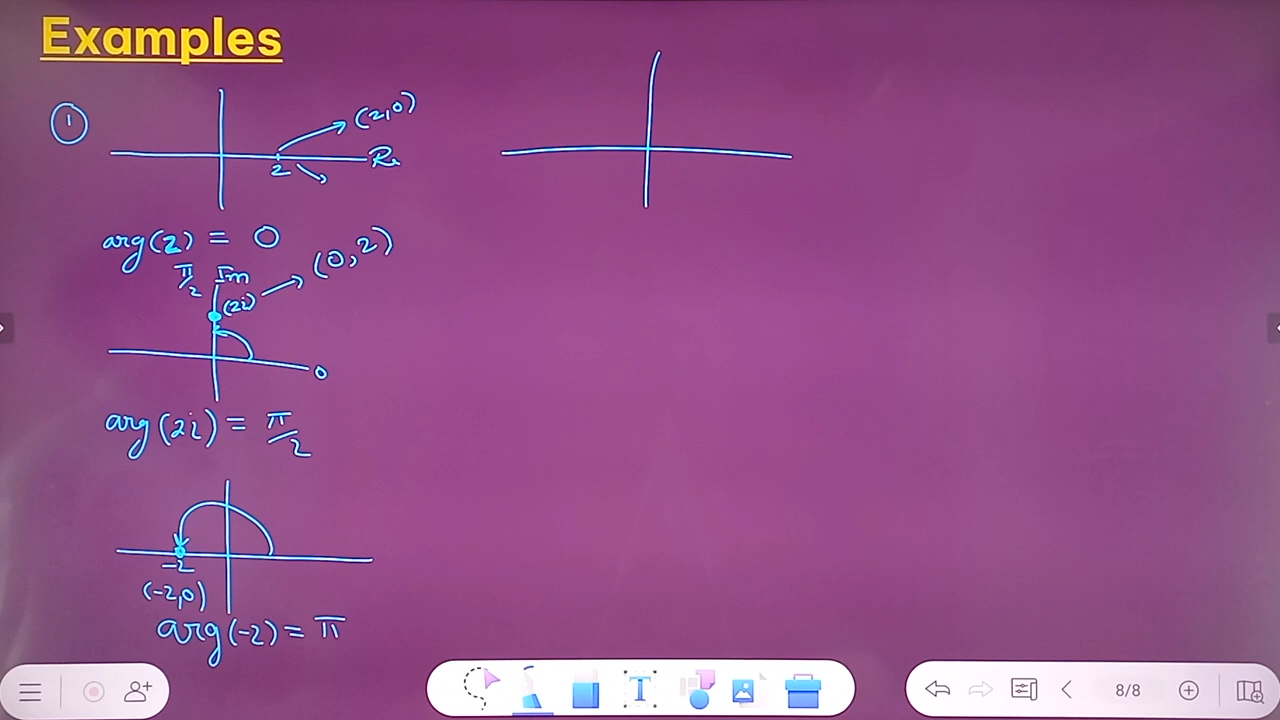 Examples
①
(2,0)
2
Re
arg(2) = 0
π/2
Im
(2i)
(0,2)
0
arg(2i) = π/2
-2
(-2,0)
arg(-2) = π
T
8/8